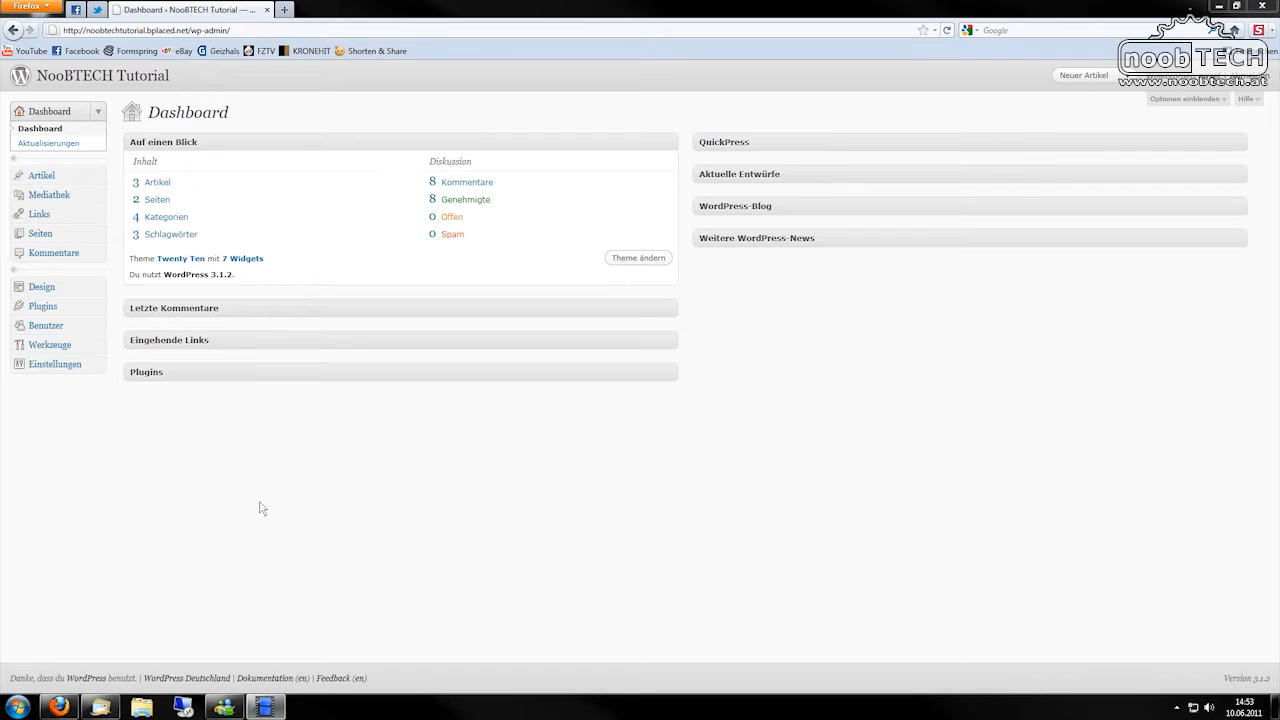 Firefox
Dashboard ‹ NooBTECH Tutorial — ...
http://noobtechtutorial.bplaced.net/wp-admin/
Google
YouTube Facebook Formspring eBay Geizhals FZTV KRONEHIT Shorten & Share
noob TECH
www.noobtech.at
NooBTECH Tutorial
Neuer Artikel
Optionen einblenden Hilfe
Dashboard
Dashboard
Aktualisierungen
Artikel
Mediathek
Links
Seiten
Kommentare
Design
Plugins
Benutzer
Werkzeuge
Einstellungen
Dashboard
Auf einen Blick
Inhalt
3 Artikel
2 Seiten
4 Kategorien
3 Schlagwörter
Diskussion
8 Kommentare
8 Genehmigte
0 Offen
0 Spam
Theme Twenty Ten mit 7 Widgets
Theme ändern
Du nutzt WordPress 3.1.2.
Letzte Kommentare
Eingehende Links
Plugins
QuickPress
Aktuelle Entwürfe
WordPress-Blog
Weitere WordPress-News
Danke, dass du WordPress benutzt. | WordPress Deutschland | Dokumentation (en) | Feedback (en)
Version 3.1.2
14:53
10.06.2011